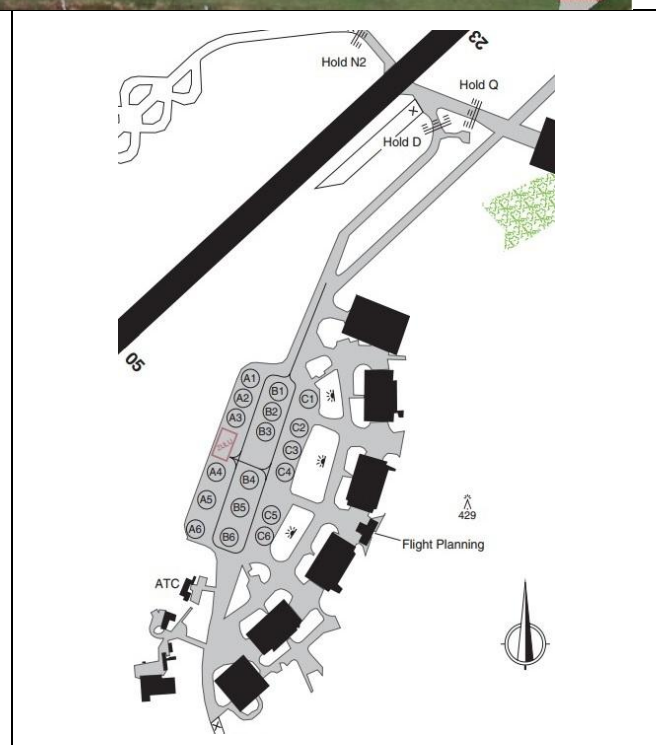 23
Hold N2
Hold Q
Hold D
05
A1
B1
A2
C1
B2
A3
B3
C2
C3
ZULU
A4
C4
B4
A5
B5
C5
A6
B6
C6
429
Flight Planning
ATC